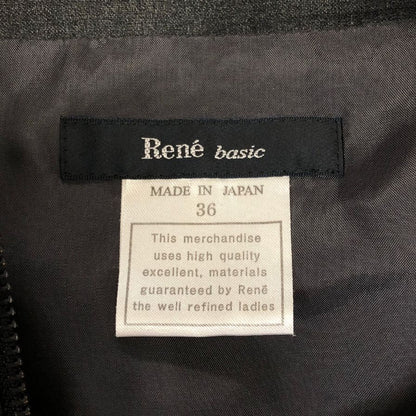 René basic
MADE IN JAPAN
36
This merchandise
uses high quality
excellent, materials
guaranteed by René
the well refined ladies